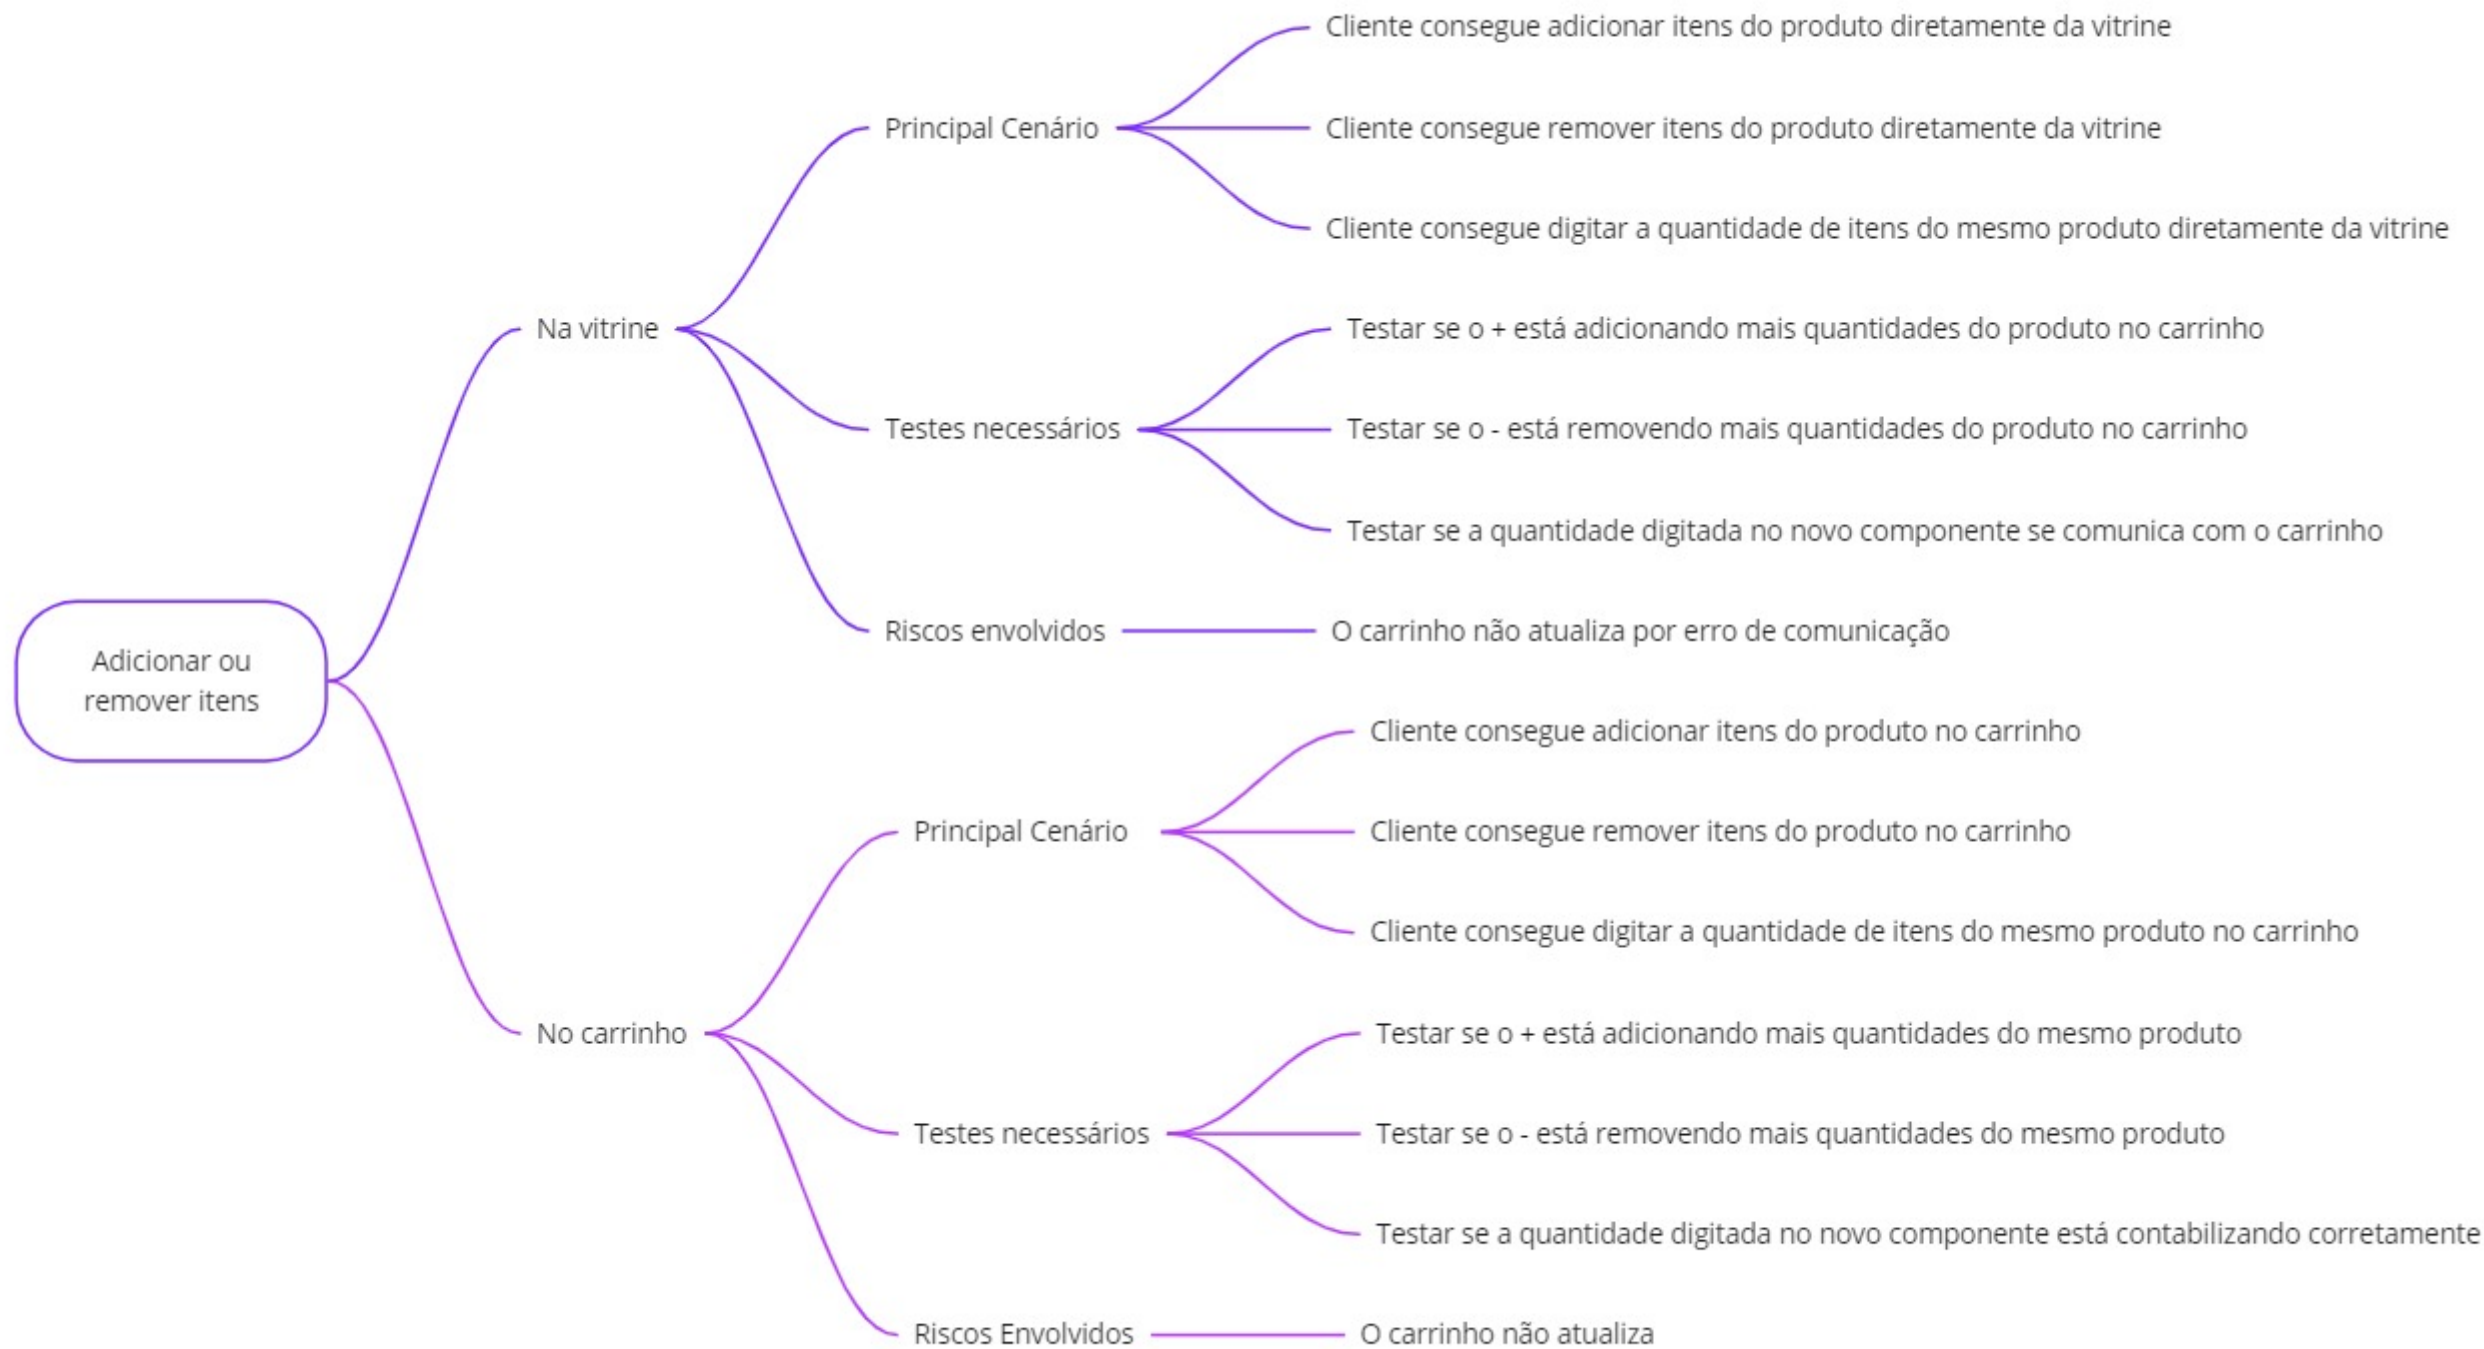 Cliente consegue adicionar itens do produto diretamente da vitrine
Principal Cenário
Cliente consegue remover itens do produto diretamente da vitrine
Cliente consegue digitar a quantidade de itens do mesmo produto diretamente da vitrine
Na vitrine
Testar se o + está adicionando mais quantidades do produto no carrinho
Testes necessários
Testar se o - está removendo mais quantidades do produto no carrinho
Testar se a quantidade digitada no novo componente se comunica com o carrinho
Riscos envolvidos
O carrinho não atualiza por erro de comunicação
Adicionar ou
remover itens
Cliente consegue adicionar itens do produto no carrinho
Principal Cenário
Cliente consegue remover itens do produto no carrinho
Cliente consegue digitar a quantidade de itens do mesmo produto no carrinho
No carrinho
Testar se o + está adicionando mais quantidades do mesmo produto
Testes necessários
Testar se o - está removendo mais quantidades do mesmo produto
Testar se a quantidade digitada no novo componente está contabilizando corretamente
Riscos Envolvidos
O carrinho não atualiza